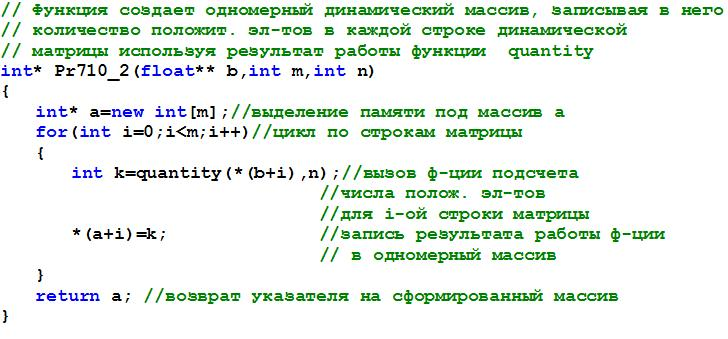 // Функция создает одномерный динамический массив, записывая в него
// количество положит. эл-тов в каждой строке динамической
// матрицы используя результат работы функции  quantity
int* Pr710_2(float** b,int m,int n)
{
int* a=new int[m];//выделение памяти под массив a
for(int i=0;i<m;i++)//цикл по строкам матрицы
{
int k=quantity(*(b+i),n);//вызов ф-ции подсчета
//числа полож. эл-тов
//для i-ой строки матрицы
*(a+i)=k; //запись результата работы ф-ции
// в одномерный массив
}
return a; //возврат указателя на сформированный массив
}